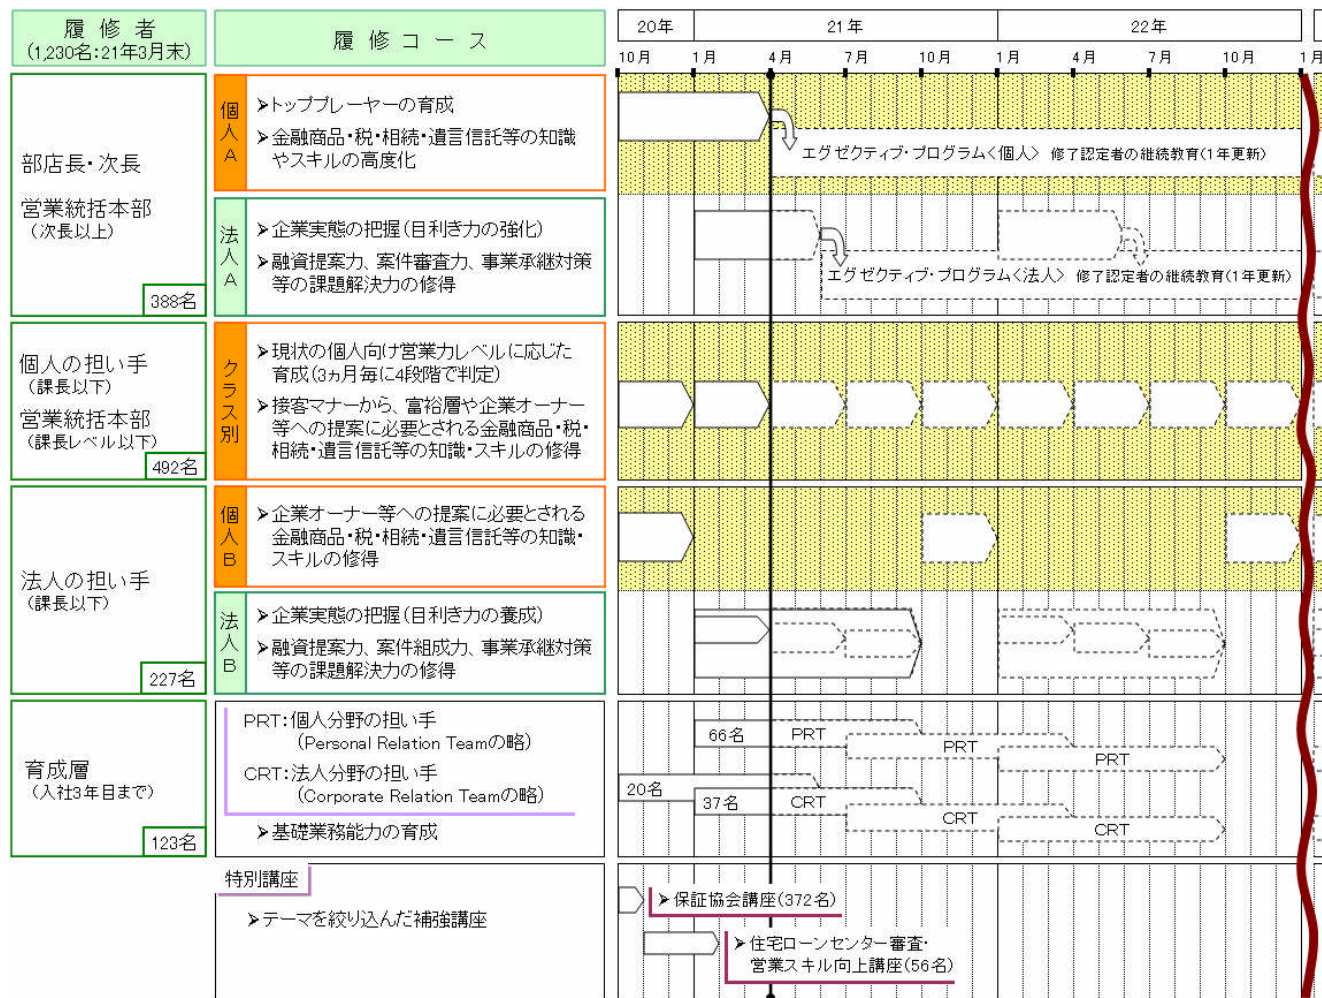 履修者
(1,230名:21年3月末)
履修コース
20年
21年
22年
10月
1月
4月
7月
10月
1月
4月
7月
10月
1月
部店長・次長
営業統括本部
(次長以上)
388名
個人A
➤トッププレーヤーの育成
➤金融商品・税・相続・遺言信託等の知識
やスキルの高度化
エグゼクティブ・プログラム<個人> 修了認定者の継続教育(1年更新)
法人A
➤企業実態の把握(目利き力の強化)
➤融資提案力、案件審査力、事業承継対策
等の課題解決力の修得
エグゼクティブ・プログラム<法人> 修了認定者の継続教育(1年更新)
個人の担い手
(課長以下)
営業統括本部
(課長レベル以下)
492名
クラス別
➤現状の個人向け営業力レベルに応じた
育成(3ヵ月毎に4段階で判定)
➤接客マナーから、富裕層や企業オーナー
等への提案に必要とされる金融商品・税・
相続・遺言信託等の知識・スキルの修得
法人の担い手
(課長以下)
227名
個人B
➤企業オーナー等への提案に必要とされる
金融商品・税・相続・遺言信託等の知識・
スキルの修得
法人B
➤企業実態の把握(目利き力の養成)
➤融資提案力、案件組成力、事業承継対策
等の課題解決力の修得
育成層
(入社3年目まで)
123名
PRT:個人分野の担い手
(Personal Relation Teamの略)
CRT:法人分野の担い手
(Corporate Relation Teamの略)
➤基礎業務能力の育成
66名
PRT
PRT
PRT
20名
37名
CRT
CRT
CRT
特別講座
➤テーマを絞り込んだ補強講座
➤保証協会講座(372名)
➤住宅ローンセンター審査・
営業スキル向上講座(56名)